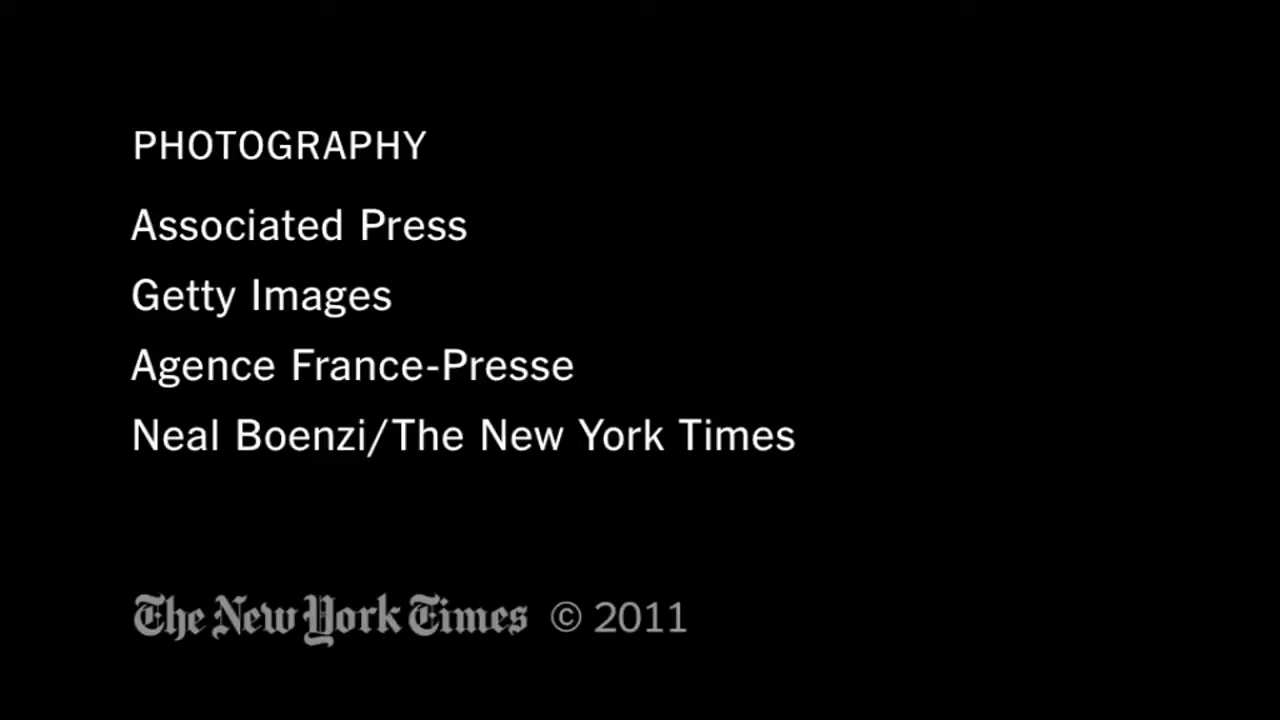 PHOTOGRAPHY
Associated Press
Getty Images
Agence France-Presse
Neal Boenzi/The New York Times
The New York Times © 2011